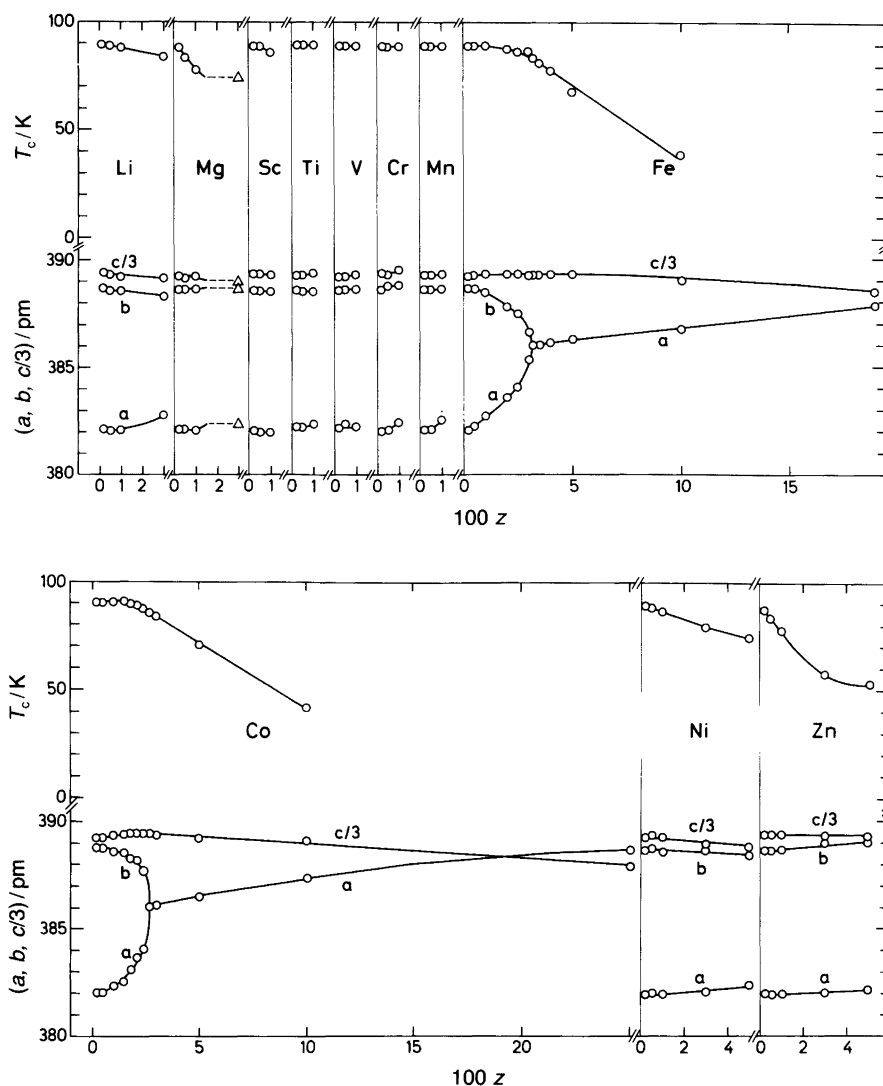 100
T_c/K
50
0
Li Mg Sc Ti V Cr Mn Fe
390
(a, b, c/3)/pm
385
380
c/3
b
a
b
a
a
0 1 2 0 1 2 0 1 0 1 0 1 0 1 0 1 0 5 10 15
100 z
100
T_c/K
50
0
Co Ni Zn
390
(a, b, c/3)/pm
385
380
c/3
b
a
a
c/3
b
a
c/3
b
a
0 5 10 15 20 0 2 4 0 2 4
100 z